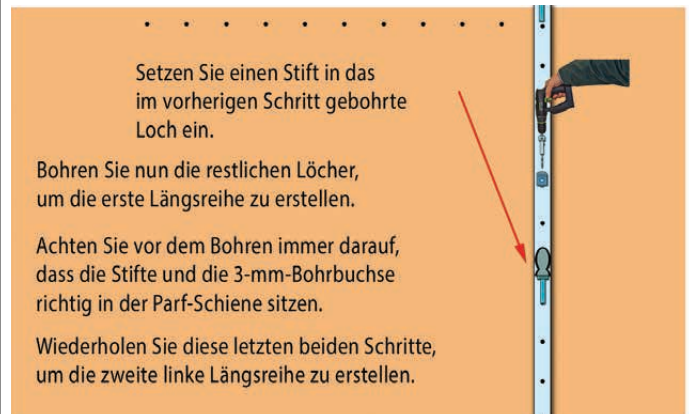 Setzen Sie einen Stift in das
im vorherigen Schritt gebohrte
Loch ein.
Bohren Sie nun die restlichen Löcher,
um die erste Längsreihe zu erstellen.
Achten Sie vor dem Bohren immer darauf,
dass die Stifte und die 3-mm-Bohrbuchse
richtig in der Parf-Schiene sitzen.
Wiederholen Sie diese letzten beiden Schritte,
um die zweite linke Längsreihe zu erstellen.